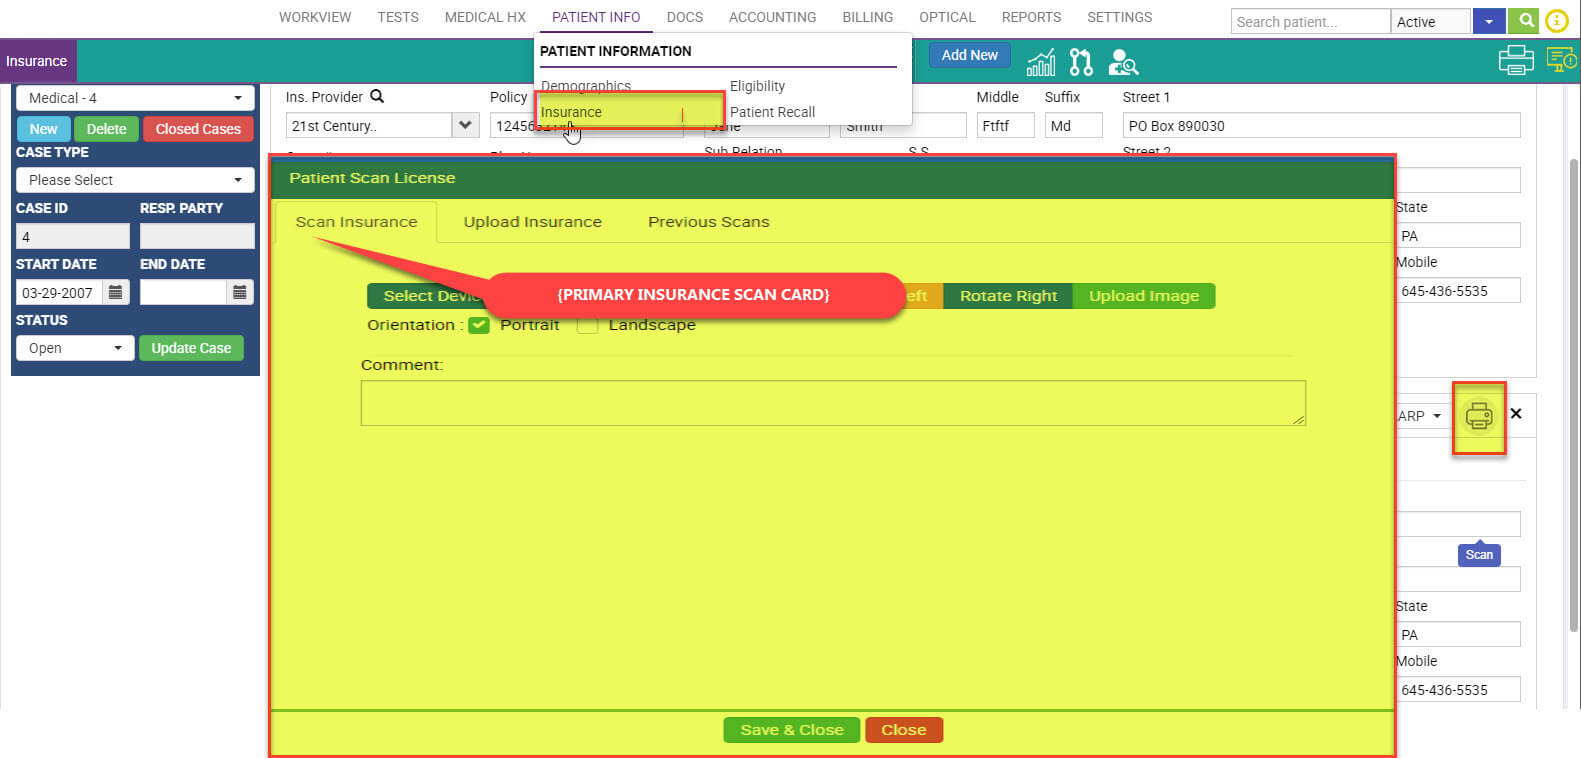 WORKVIEW TESTS MEDICAL HX PATIENT INFO DOCS ACCOUNTING BILLING OPTICAL REPORTS SETTINGS Search patient... Active
Insurance PATIENT INFORMATION Add New
Demographics Eligibility
Insurance Patient Recall
Medical - 4 Ins. Provider Policy Middle Suffix Street 1
New Delete Closed Cases 21st Century.. Jane Smith Ftftf Md PO Box 890030
CASE TYPE Sub Relation S.S Street 2
Please Select
CASE ID RESP. PARTY State
4 PA
START DATE END DATE Mobile
03-29-2007 645-436-5535
STATUS
Open Update Case
Patient Scan License
Scan Insurance Upload Insurance Previous Scans
Select {PRIMARY INSURANCE SCAN CARD} Rotate Right Upload Image
Orientation : Portrait Landscape
Comment:
ARP
Scan
State
PA
Mobile
645-436-5535
Save & Close Close